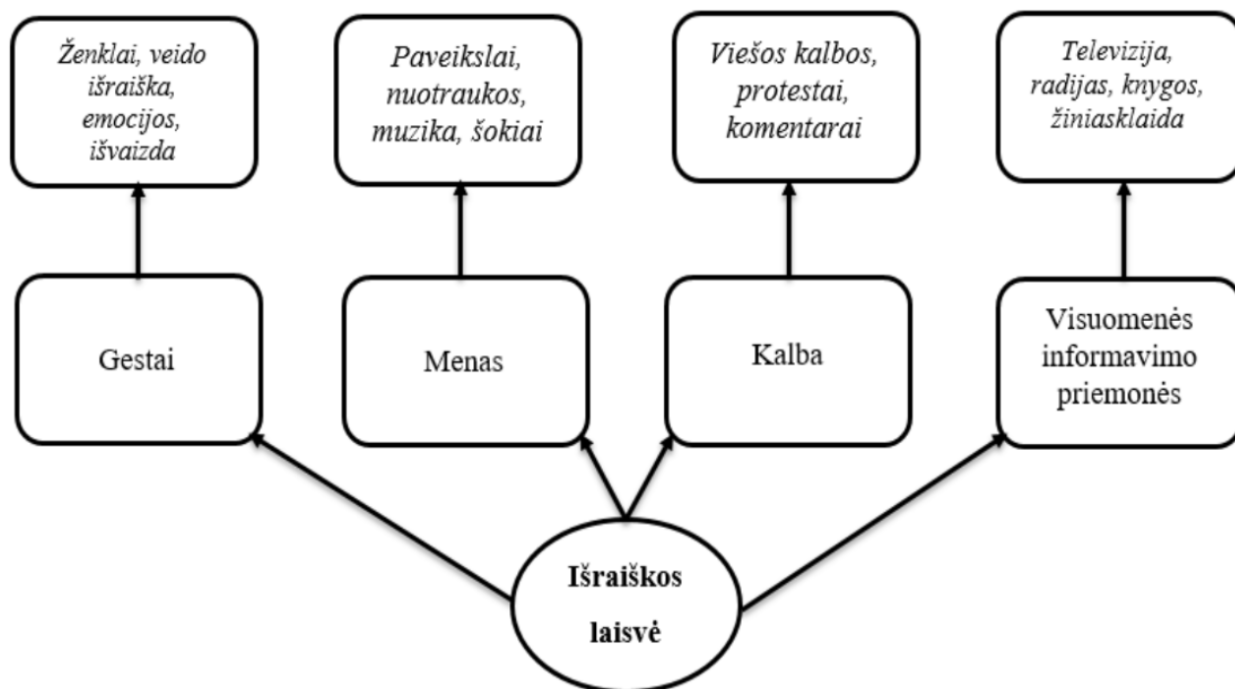 Ženklai, veido
išraiška,
emocijos,
išvaizda
Paveikslai,
nuotraukos,
muzika, šokiai
Viešos kalbos,
protestai,
komentarai
Televizija,
radijas, knygos,
žiniasklaida
Gestai
Menas
Kalba
Visuomenės
informavimo
priemonės
Išraiškos
laisvė